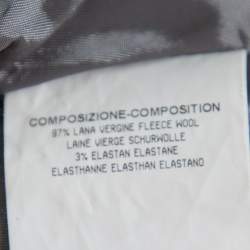 COMPOSIZIONE-COMPOSITION
97% LANA VERGINE FLEECE WOOL
LAINE VIERGE SCHURWOLLE
3% ELASTAN ELASTANE
ELASTHANNE ELASTHAN ELASTANO